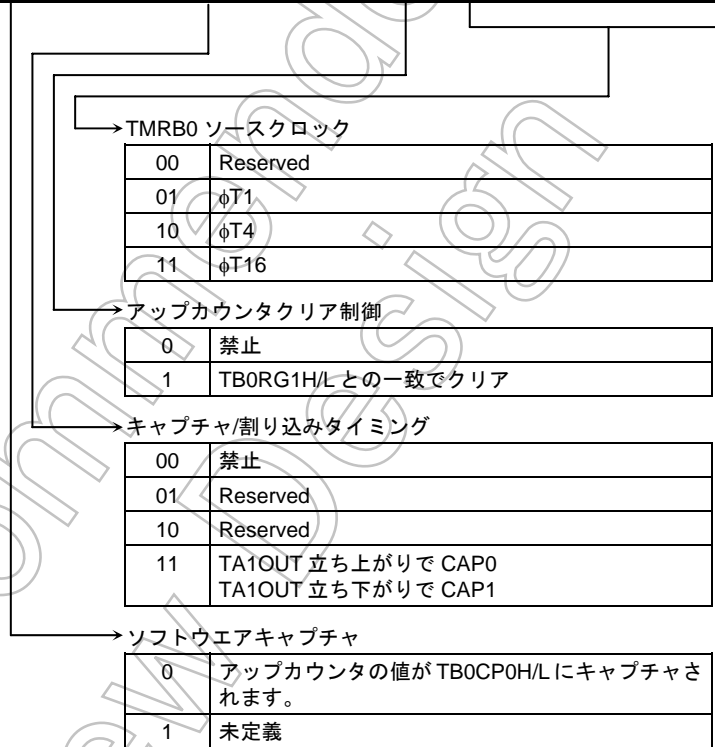 TMRB0 ソースクロック
00 Reserved
01 φT1
10 φT4
11 φT16
アップカウンタクリア制御
0 禁止
1 TB0RG1H/L との一致でクリア
キャプチャ/割り込みタイミング
00 禁止
01 Reserved
10 Reserved
11 TA1OUT 立ち上がりで CAP0
TA1OUT 立ち下がりで CAP1
ソフトウエアキャプチャ
0 アップカウンタの値が TB0CP0H/L にキャプチャさ
れます。
1 未定義